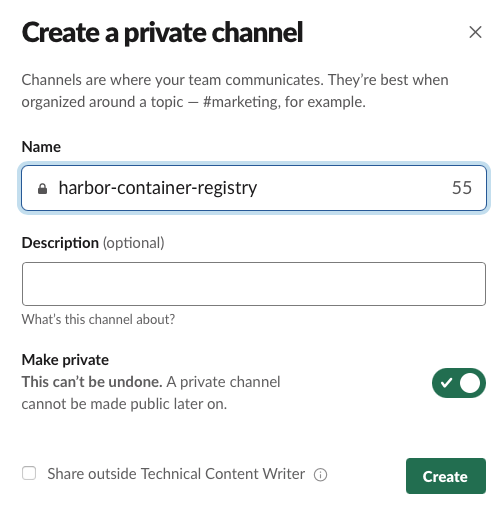 Create a private channel
Channels are where your team communicates. They're best when
organized around a topic — #marketing, for example.
Name
harbor-container-registry 55
Description (optional)
What's this channel about?
Make private
This can't be undone. A private channel
cannot be made public later on.
Share outside Technical Content Writer
Create